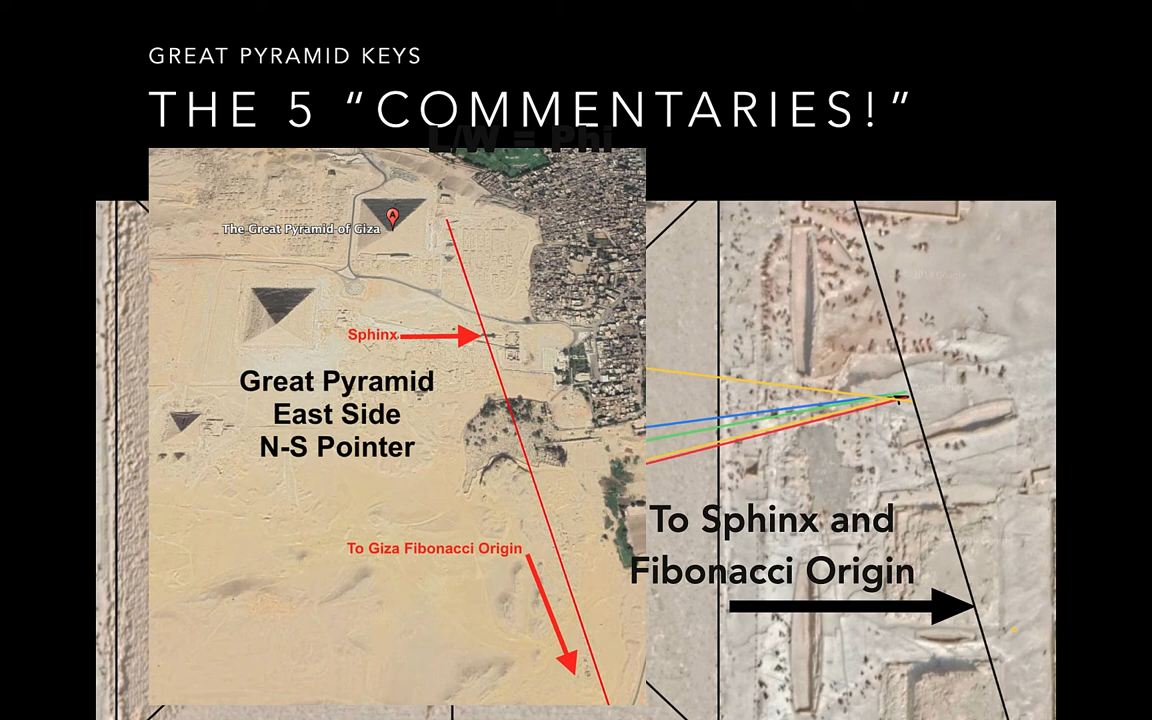 GREAT PYRAMID KEYS
THE 5 “COMMENTARIES!”
L/W = Phi
A
The Great Pyramid of Giza
Sphinx
Great Pyramid
East Side
N-S Pointer
To Giza Fibonacci Origin
To Sphinx and
Fibonacci Origin